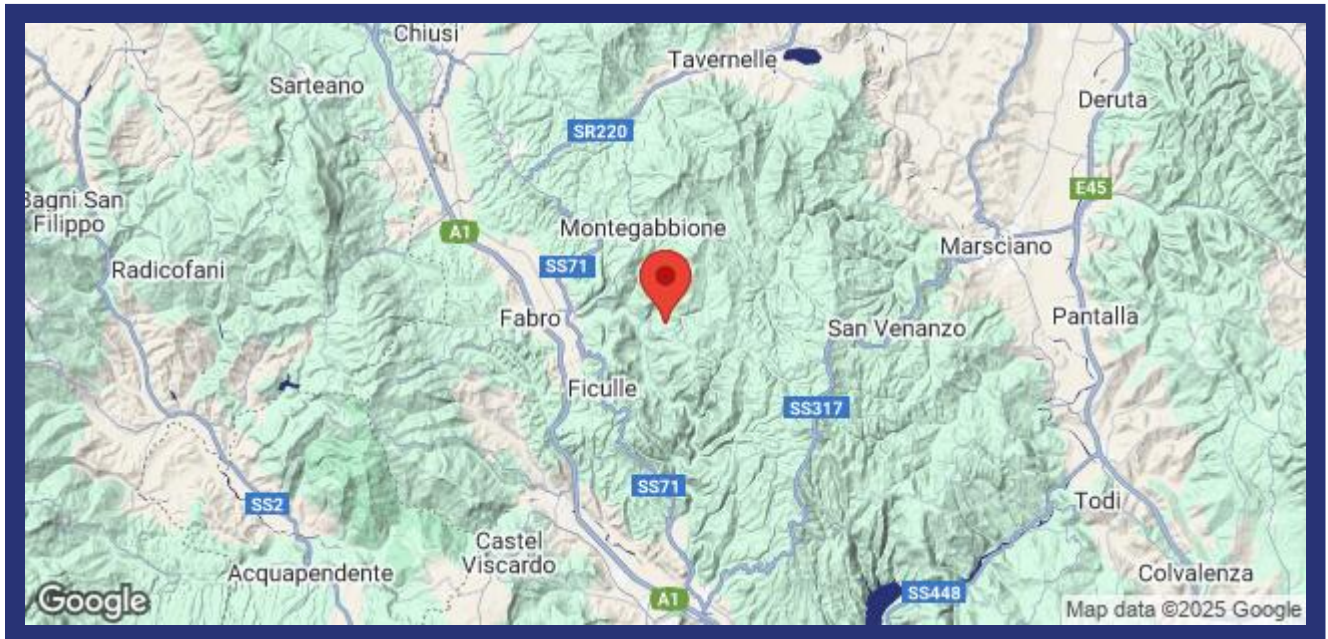 Chiusi
Tavernelle
Sarteano
Deruta
SR220
E45
Bagni San
Filippo
Montegabbione
A1
Marsciano
SS71
Radicofani
Fabro
Pantalla
San Venanzo
Ficulle
SS317
SS71
SS2
Todi
Castel
Viscardo
Acquapendente
Colvalenza
SS448
A1
Google
Map data ©2025 Google